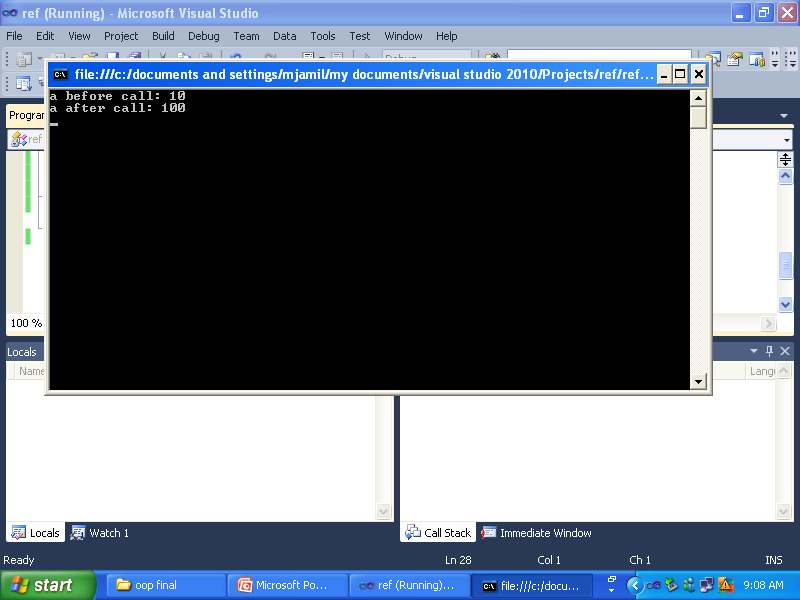 ref (Running) - Microsoft Visual Studio
File Edit View Project Build Debug Team Data Tools Test Window Help
file:///c:/documents and settings/mjamil/my documents/visual studio 2010/Projects/ref/ref...
a before call: 10
a after call: 100
Program
ref
100 %
Locals
Name
Lang
Locals Watch 1
Call Stack Immediate Window
Ready Ln 28 Col 1 Ch 1 INS
start oop final Microsoft Po... ref (Running)... file:///c:/docu... 9:08 AM